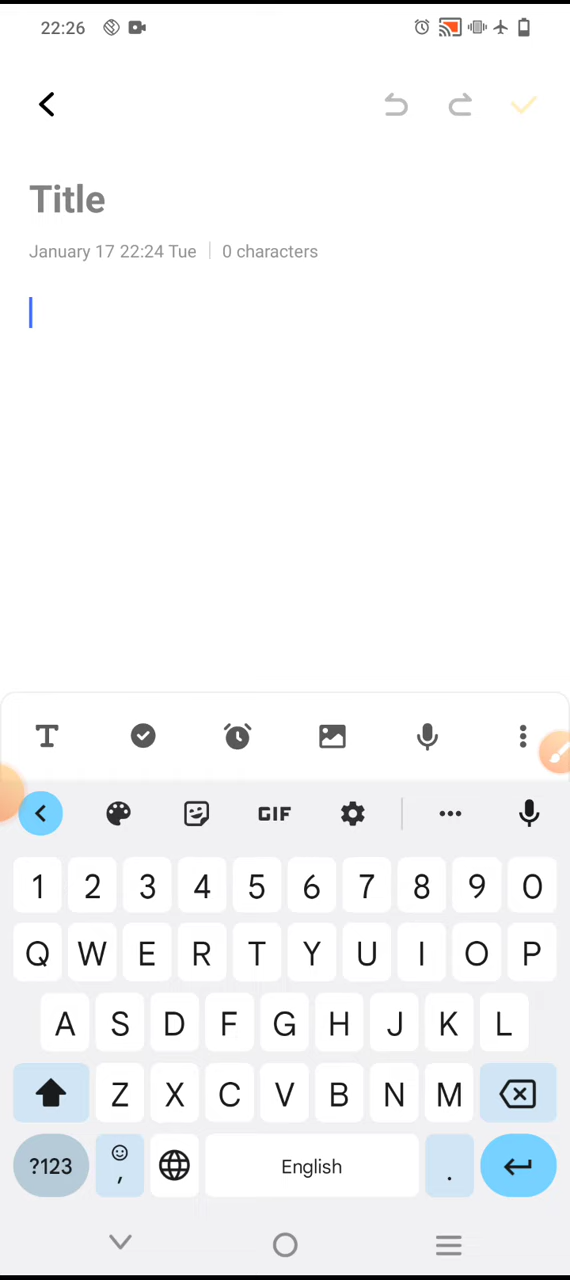 22:26
Title
January 17 22:24 Tue | 0 characters
T
GIF
1 2 3 4 5 6 7 8 9 0
Q W E R T Y U I O P
A S D F G H J K L
Z X C V B N M
?123 , English .